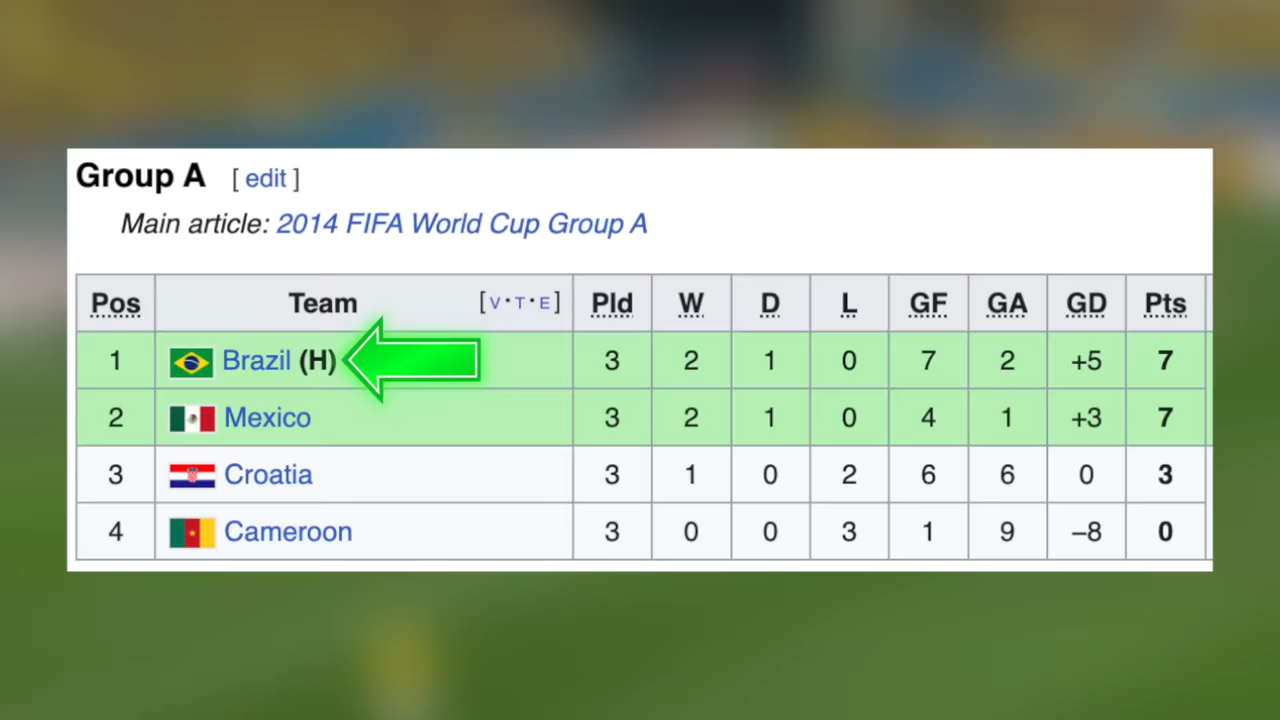 Group A [ edit ]
Main article: 2014 FIFA World Cup Group A
Pos Team [V·T·E] Pld W D L GF GA GD Pts
1 Brazil (H) 3 2 1 0 7 2 +5 7
2 Mexico 3 2 1 0 4 1 +3 7
3 Croatia 3 1 0 2 6 6 0 3
4 Cameroon 3 0 0 3 1 9 −8 0